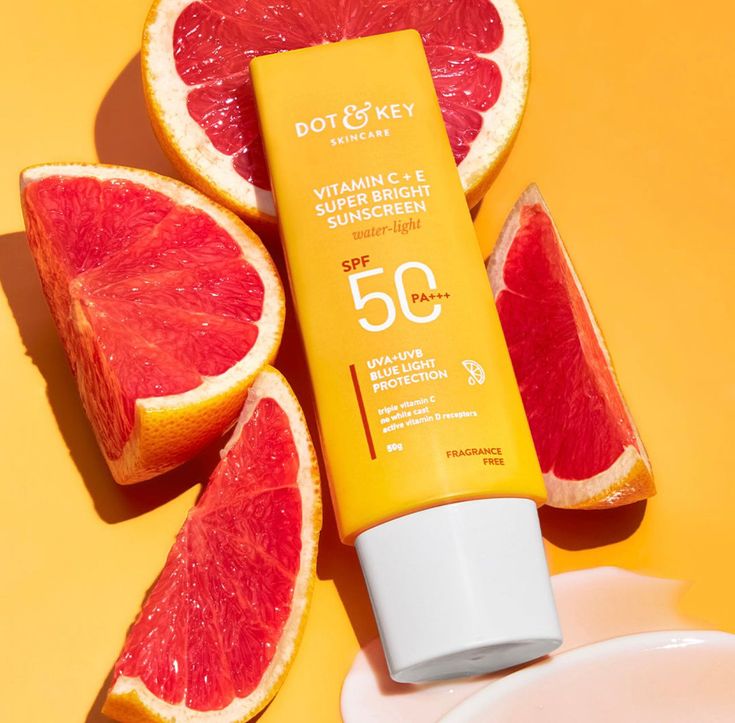 DOT & KEY
SKINCARE
VITAMIN C + E
SUPER BRIGHT
SUNSCREEN
water-light
SPF
50
PA+++
UVA+UVB
BLUE LIGHT
PROTECTION
triple vitamin C
no white cast
active vitamin D receptors
50g
FRAGRANCE
FREE